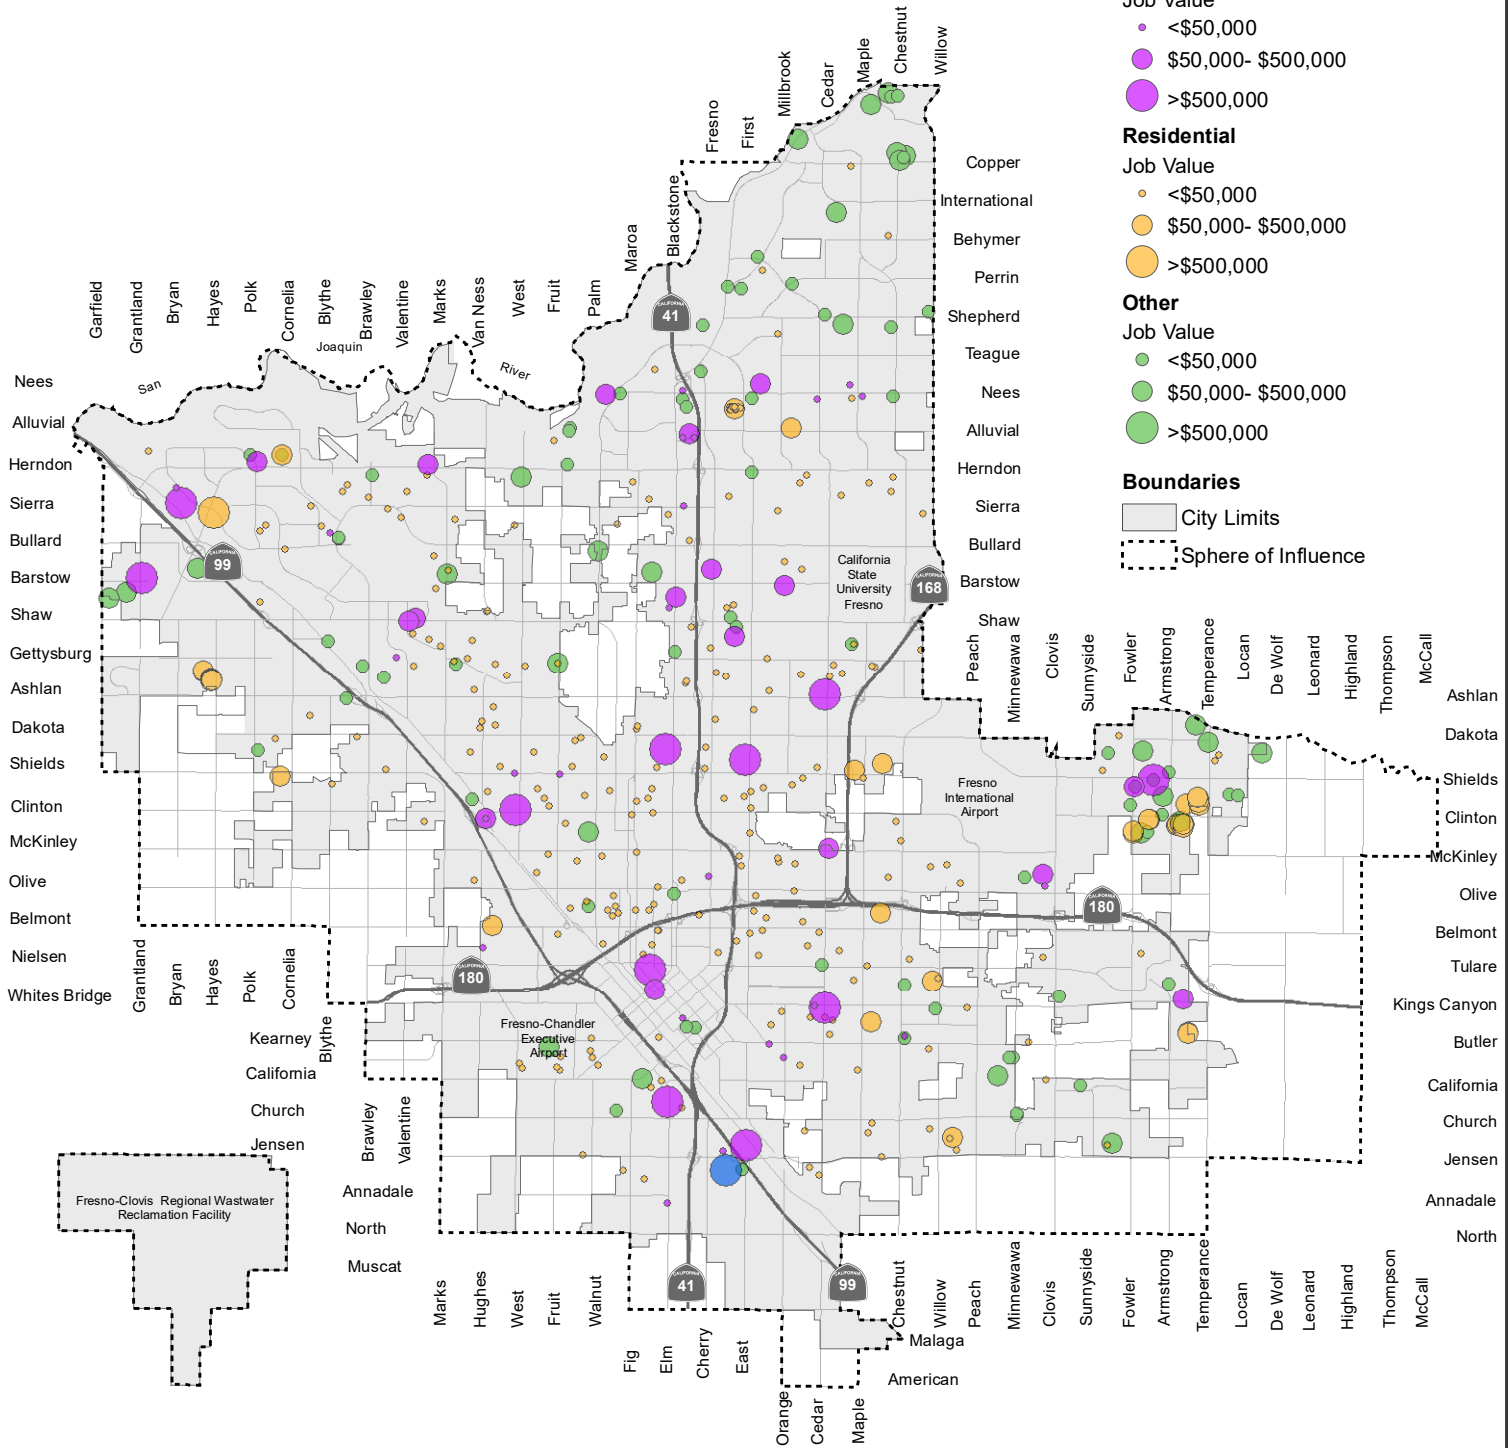 Job Value
<$50,000
$50,000- $500,000
>$500,000
Residential
Job Value
<$50,000
$50,000- $500,000
>$500,000
Other
Job Value
<$50,000
$50,000- $500,000
>$500,000
Boundaries
City Limits
Sphere of Influence
Fresno
First
Millbrook
Cedar
Maple
Chestnut
Willow
Garfield
Grantland
Bryan
Hayes
Polk
Cornelia
Blythe
Brawley
Valentine
Marks
Van Ness
West
Fruit
Palm
Maroa
Blackstone
San
Joaquin
River
Nees
Alluvial
Herndon
Sierra
Bullard
Barstow
Shaw
Gettysburg
Ashlan
Dakota
Shields
Clinton
McKinley
Olive
Belmont
Nielsen
Whites Bridge
Copper
International
Behymer
Perrin
Shepherd
Teague
Nees
Alluvial
Herndon
Sierra
Bullard
Barstow
Shaw
CALIFORNIA
41
CALIFORNIA
99
CALIFORNIA
168
California
State
University
Fresno
Peach
Minnewawa
Clovis
Sunnyside
Fowler
Armstrong
Temperance
Locan
De Wolf
Leonard
Highland
Thompson
McCall
Ashlan
Dakota
Shields
Clinton
McKinley
Olive
Belmont
Tulare
Kings Canyon
Butler
California
Church
Jensen
Annadale
North
Fresno
International
Airport
CALIFORNIA
180
CALIFORNIA
180
Grantland
Bryan
Hayes
Polk
Cornelia
Blythe
Kearney
California
Church
Jensen
Brawley
Valentine
Annadale
North
Muscat
Fresno-Chandler
Executive
Airport
Fresno-Clovis Regional Wastwater
Reclamation Facility
CALIFORNIA
41
CALIFORNIA
99
Marks
Hughes
West
Fruit
Walnut
Fig
Elm
Cherry
East
Orange
Cedar
Maple
Chestnut
Willow
Peach
Minnewawa
Clovis
Sunnyside
Fowler
Armstrong
Temperance
Locan
De Wolf
Leonard
Highland
Thompson
McCall
Malaga
American